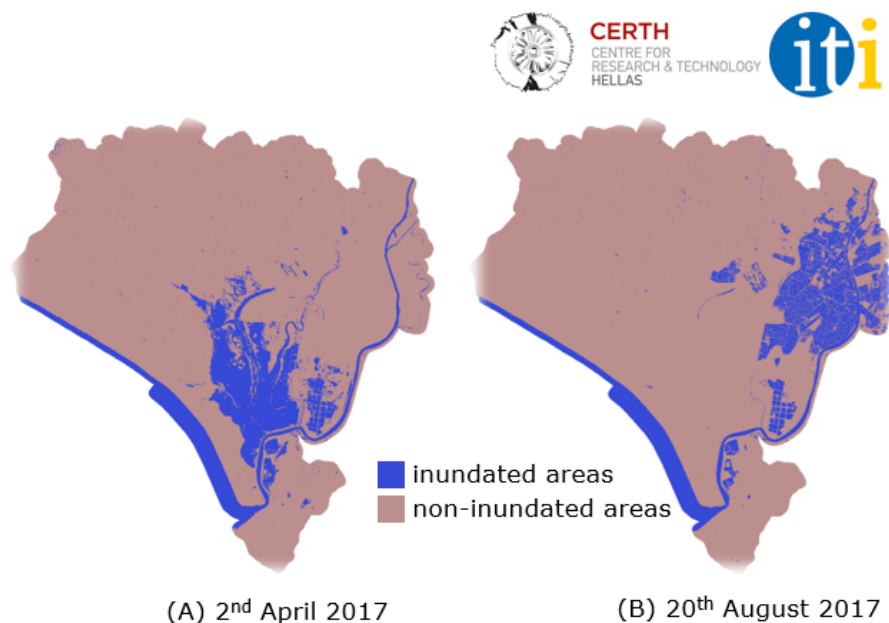 CERTH
CENTRE FOR
RESEARCH & TECHNOLOGY
HELLAS
iti
inundated areas
non-inundated areas
(A) 2nd April 2017
(B) 20th August 2017